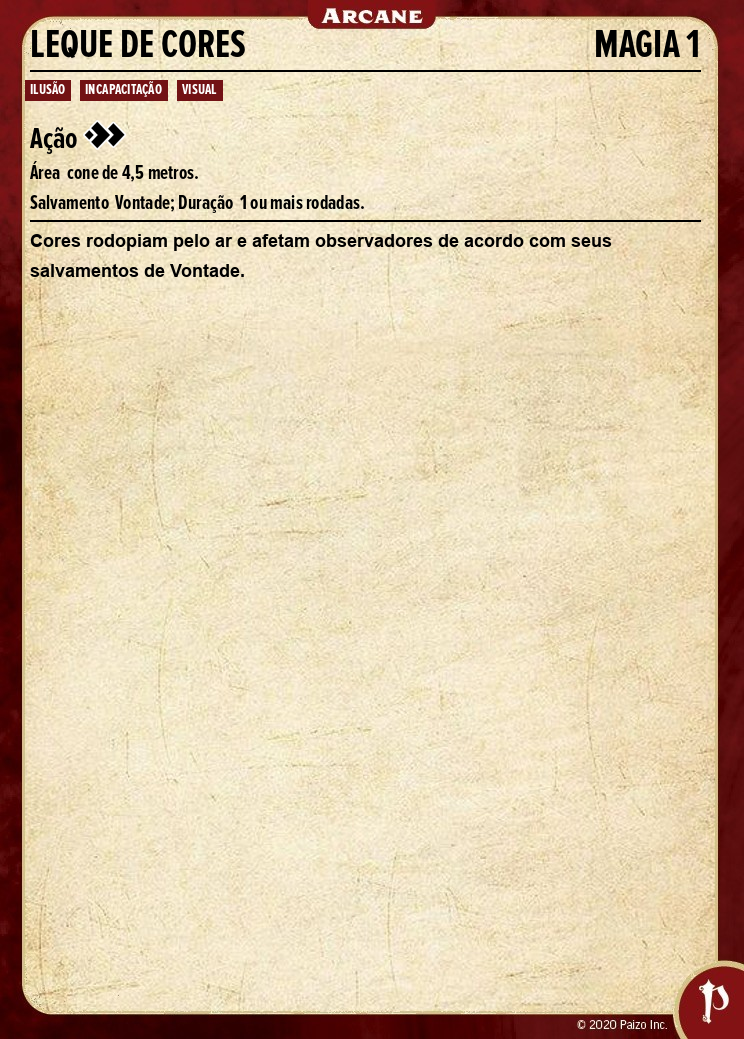 ARCANE
LEQUE DE CORES MAGIA 1
ILUSÃO INCAPACITAÇÃO VISUAL
Ação
Área cone de 4,5 metros.
Salvamento Vontade; Duração 1 ou mais rodadas.
Cores rodopiam pelo ar e afetam observadores de acordo com seus
salvamentos de Vontade.
© 2020 Paizo Inc.
P